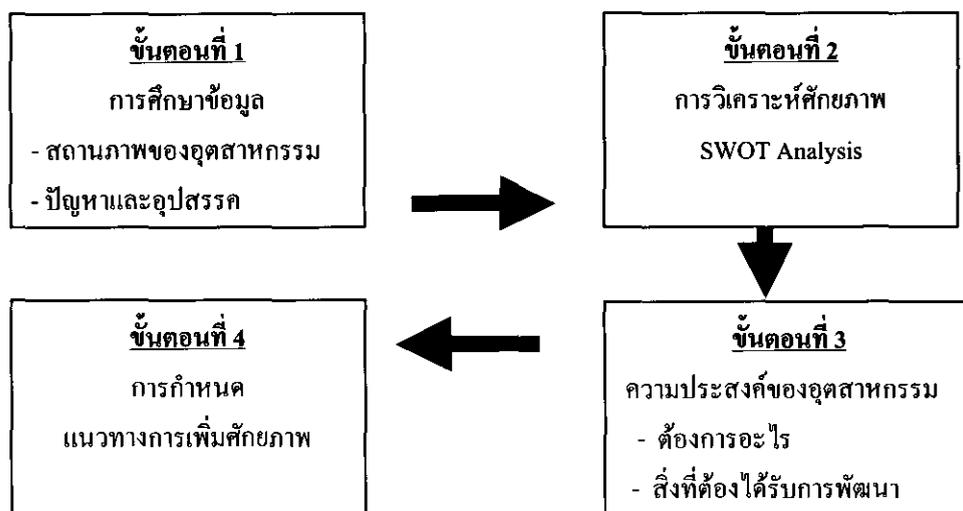 ขั้นตอนที่ 1
การศึกษาข้อมูล
- สถานภาพของอุตสาหกรรม
- ปัญหาและอุปสรรค
ขั้นตอนที่ 2
การวิเคราะห์ศักยภาพ
SWOT Analysis
ขั้นตอนที่ 3
ความประสงค์ของอุตสาหกรรม
- ต้องการอะไร
- สิ่งที่ต้องได้รับการพัฒนา
ขั้นตอนที่ 4
การกำหนด
แนวทางการเพิ่มศักยภาพ